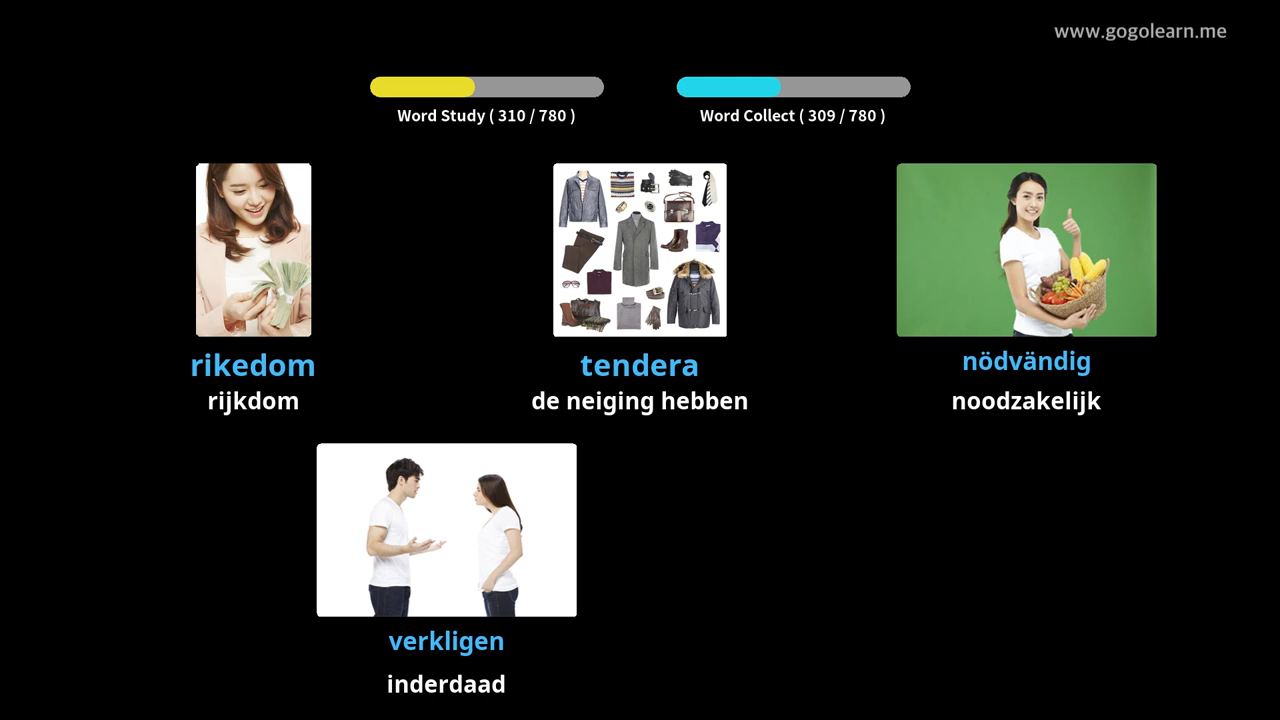 www.gogolearn.me
Word Study ( 310 / 780 )
Word Collect ( 309 / 780 )
rikedom
rijkdom
tendera
de neiging hebben
nödvändig
noodzakelijk
verkligen
inderdaad